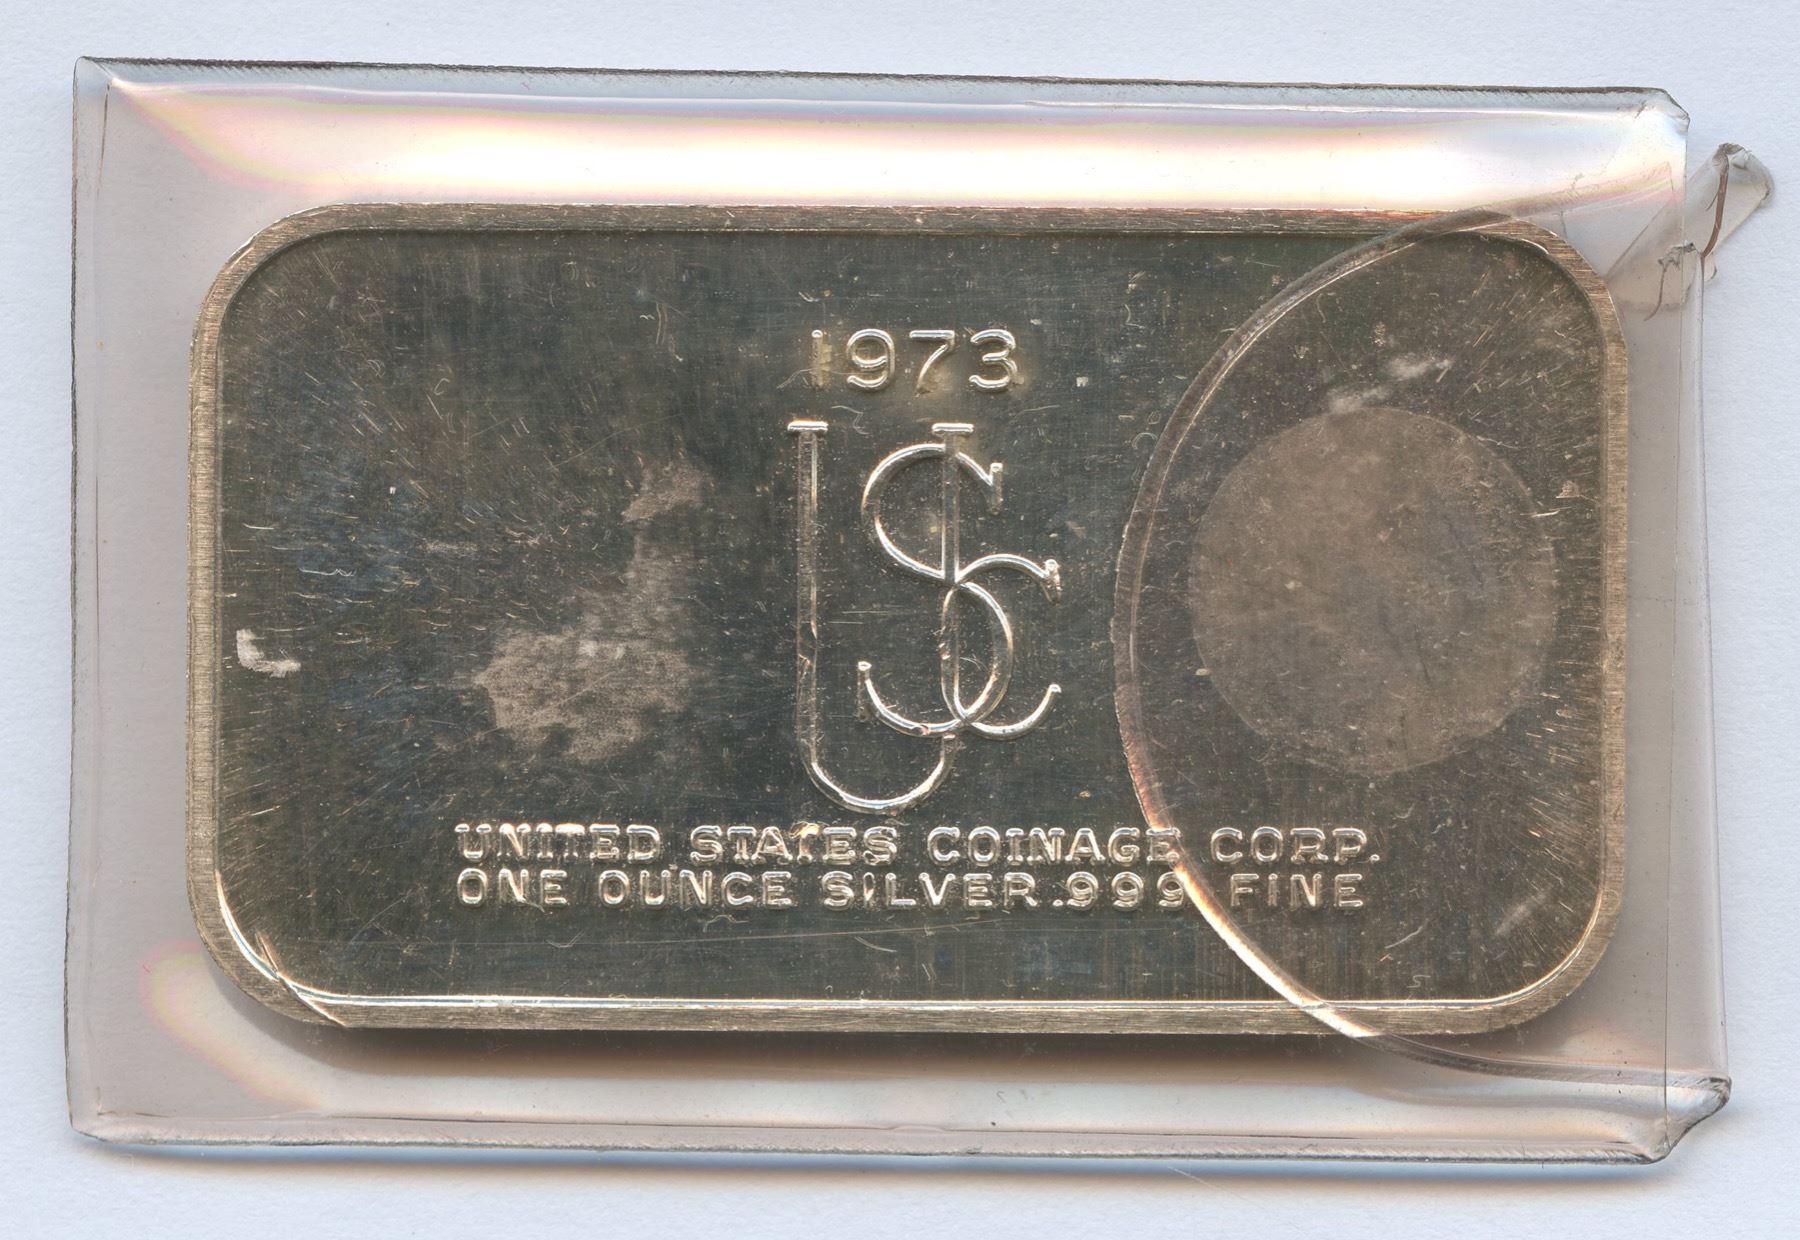 1973
USC
UNITED STATES COINAGE CORP.
ONE OUNCE SILVER .999 FINE